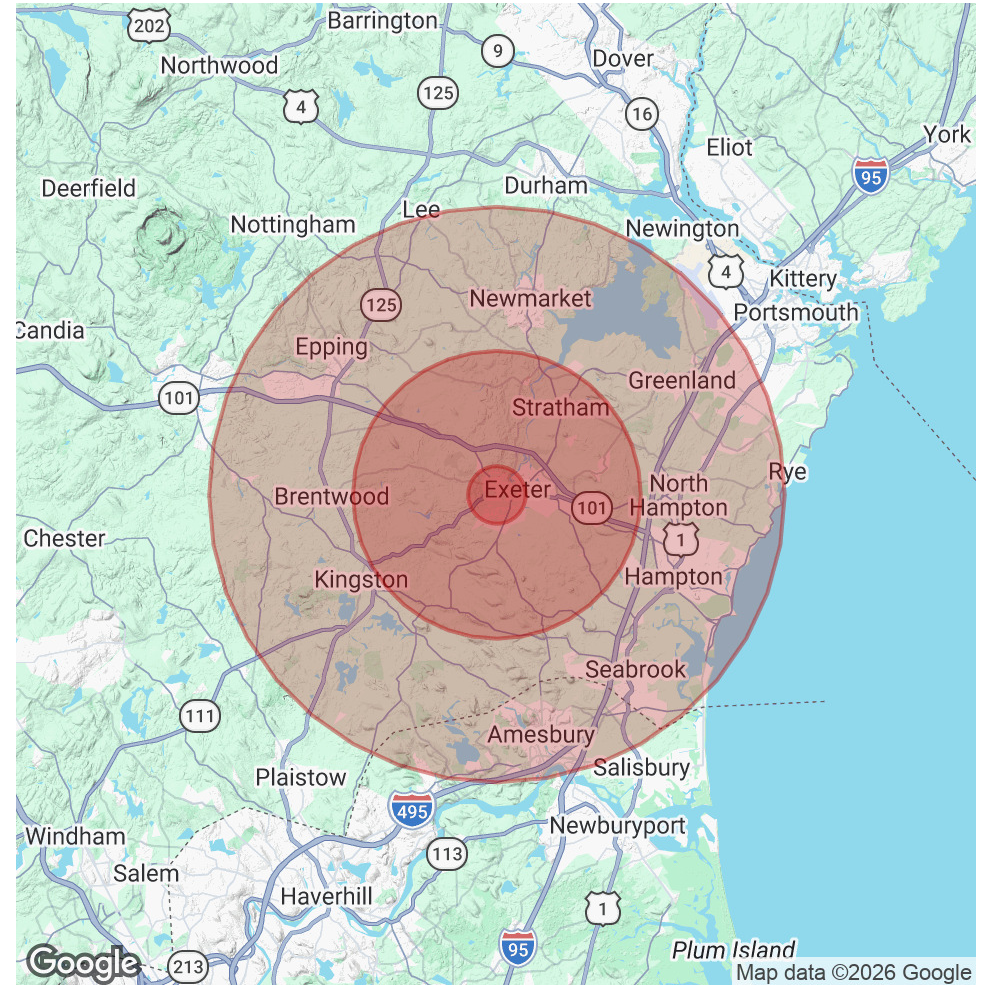 202
Barrington
9
Dover
Northwood
125
4
16
York
Eliot
95
Deerfield
Durham
Lee
Nottingham
Newington
4
Kittery
125
Newmarket
Portsmouth
Candia
Epping
Greenland
101
Stratham
Rye
North
Hampton
Exeter
Brentwood
101
Chester
1
Kingston
Hampton
Seabrook
111
Amesbury
Plaistow
Salisbury
495
Newburyport
Windham
113
Salem
Haverhill
1
95
Plum Island
Google
213
Map data ©2026 Google